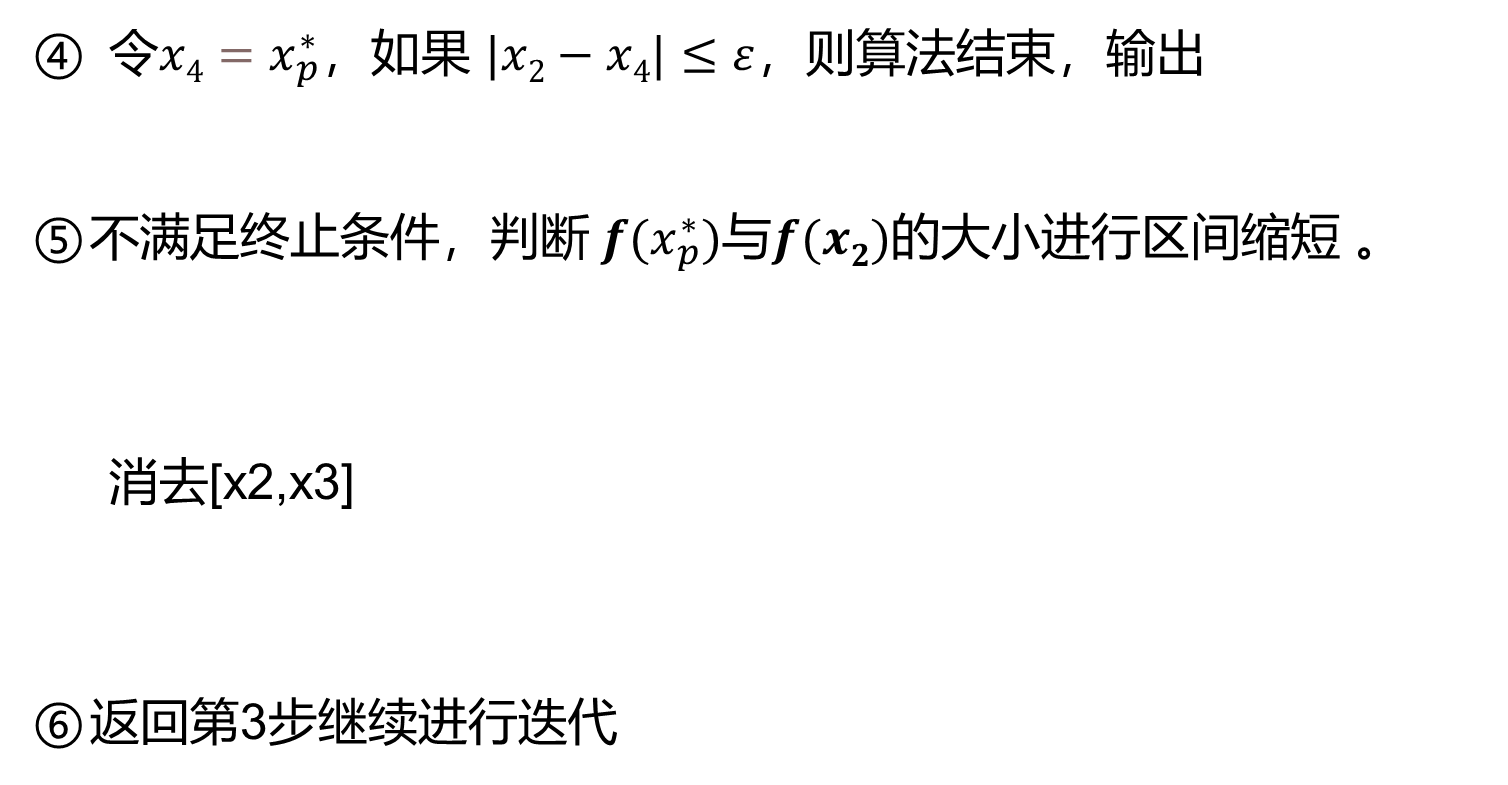 ④ 令x₄ = x*ₚ，如果 |x₂ − x₄| ≤ ε，则算法结束，输出
⑤不满足终止条件，判断 f(x*ₚ)与f(x₂)的大小进行区间缩短 。
消去[x2,x3]
⑥返回第3步继续进行迭代